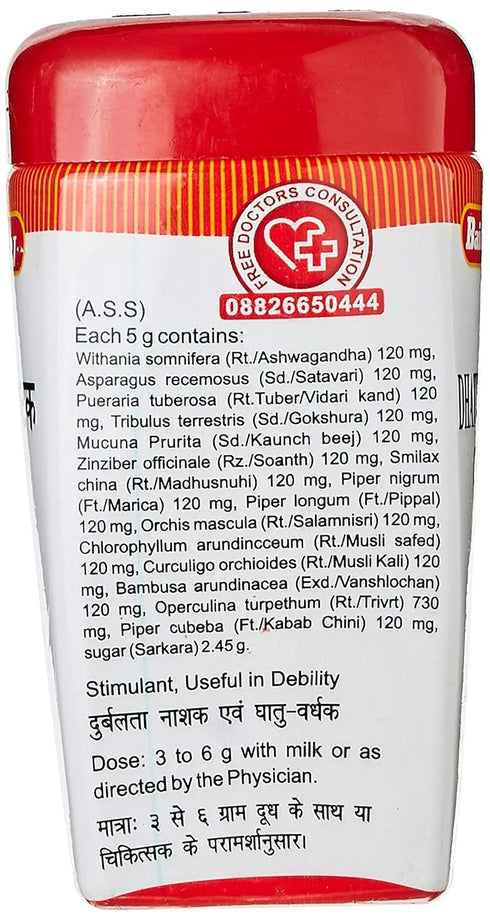 FREE DOCTORS CONSULTATION
08826650444
(A.S.S)
Each 5 g contains:
Withania somnifera (Rt./Ashwagandha) 120 mg,
Asparagus recemosus (Sd./Satavari) 120 mg,
Pueraria tuberosa (Rt.Tuber/Vidari kand) 120
mg, Tribulus terrestris (Sd./Gokshura) 120 mg,
Mucuna Prurita (Sd./Kaunch beej) 120 mg,
Zinziber officinale (Rz./Soanth) 120 mg, Smilax
china (Rt./Madhusnuhi) 120 mg, Piper nigrum
(Ft./Marica) 120 mg, Piper longum (Ft./Pippal)
120 mg, Orchis mascula (Rt./Salamnisri) 120 mg,
Chlorophyllum arundincceum (Rt./Musli safed)
120 mg, Curculigo orchioides (Rt./Musli Kali) 120
mg, Bambusa arundinacea (Exd./Vanshlochan)
120 mg, Operculina turpethum (Rt./Trivrt) 730
mg, Piper cubeba (Ft./Kabab Chini) 120 mg,
sugar (Sarkara) 2.45 g.
Stimulant, Useful in Debility
दुर्बलता नाशक एवं घातु-वर्धक
Dose: 3 to 6 g with milk or as
directed by the Physician.
मात्राः ३ से ६ ग्राम दूध के साथ या
चिकित्सक के परामर्शानुसार।